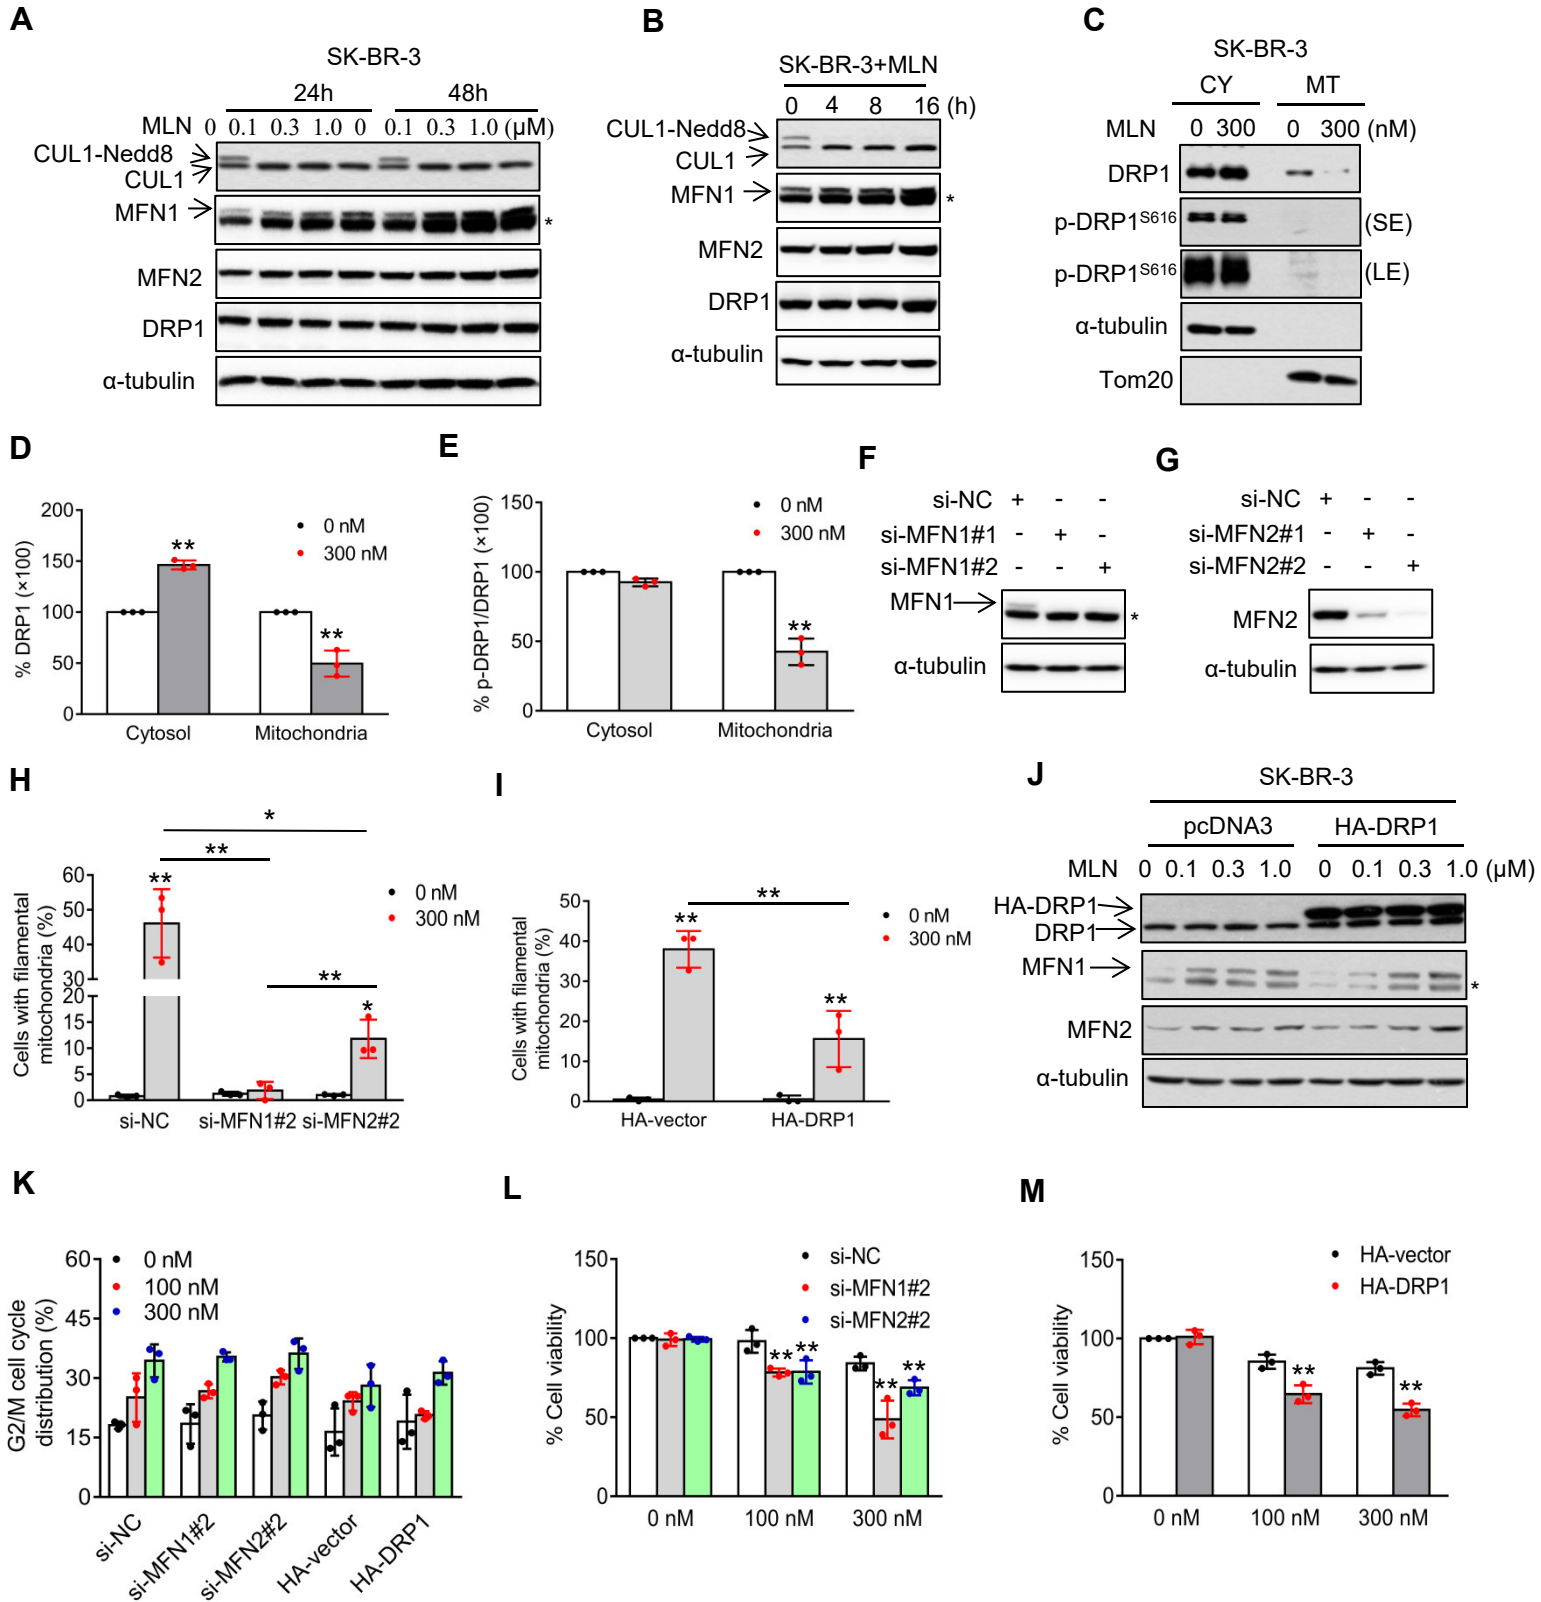 A
SK-BR-3
24h 48h
MLN 0 0.1 0.3 1.0 0 0.1 0.3 1.0 (μM)
CUL1-Nedd8
CUL1
MFN1
*
MFN2
DRP1
α-tubulin
B
SK-BR-3+MLN
0 4 8 16 (h)
CUL1-Nedd8
CUL1
MFN1
*
MFN2
DRP1
α-tubulin
C
SK-BR-3
CY MT
MLN 0 300 0 300 (nM)
DRP1
p-DRP1S616 (SE)
p-DRP1S616 (LE)
α-tubulin
Tom20
D
% DRP1 (×100)
200
150
100
50
0
0 nM
300 nM
**
**
Cytosol Mitochondria
E
% p-DRP1/DRP1 (×100)
150
100
50
0
0 nM
300 nM
**
Cytosol Mitochondria
F
si-NC + - -
si-MFN1#1 - + -
si-MFN1#2 - - +
MFN1
*
α-tubulin
G
si-NC + - -
si-MFN2#1 - + -
si-MFN2#2 - - +
MFN2
α-tubulin
H
Cells with filamental
mitochondria (%)
60
50
40
30
20
15
10
5
0
*
**
**
**
*
0 nM
300 nM
si-NC si-MFN1#2 si-MFN2#2
I
Cells with filamental
mitochondria (%)
50
40
30
20
10
0
**
**
**
0 nM
300 nM
HA-vector HA-DRP1
J
SK-BR-3
pcDNA3 HA-DRP1
MLN 0 0.1 0.3 1.0 0 0.1 0.3 1.0 (μM)
HA-DRP1
DRP1
MFN1
*
MFN2
α-tubulin
K
G2/M cell cycle
distribution (%)
60
45
30
15
0
0 nM
100 nM
300 nM
si-NC
si-MFN1#2
si-MFN2#2
HA-vector
HA-DRP1
L
% Cell viability
150
100
50
0
si-NC
si-MFN1#2
si-MFN2#2
** **
** **
0 nM 100 nM 300 nM
M
% Cell viability
150
100
50
0
HA-vector
HA-DRP1
** **
0 nM 100 nM 300 nM